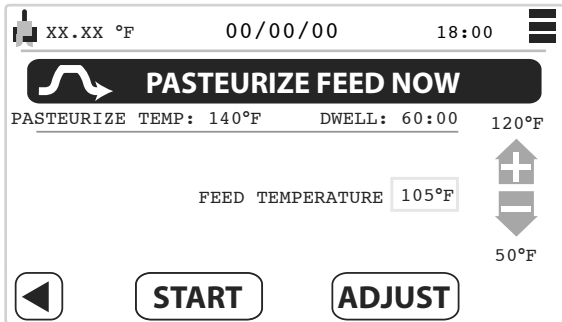 XX.XX °F 00/00/00 18:00
PASTEURIZE FEED NOW
PASTEURIZE TEMP: 140°F DWELL: 60:00 120°F
FEED TEMPERATURE 105°F
50°F
START ADJUST